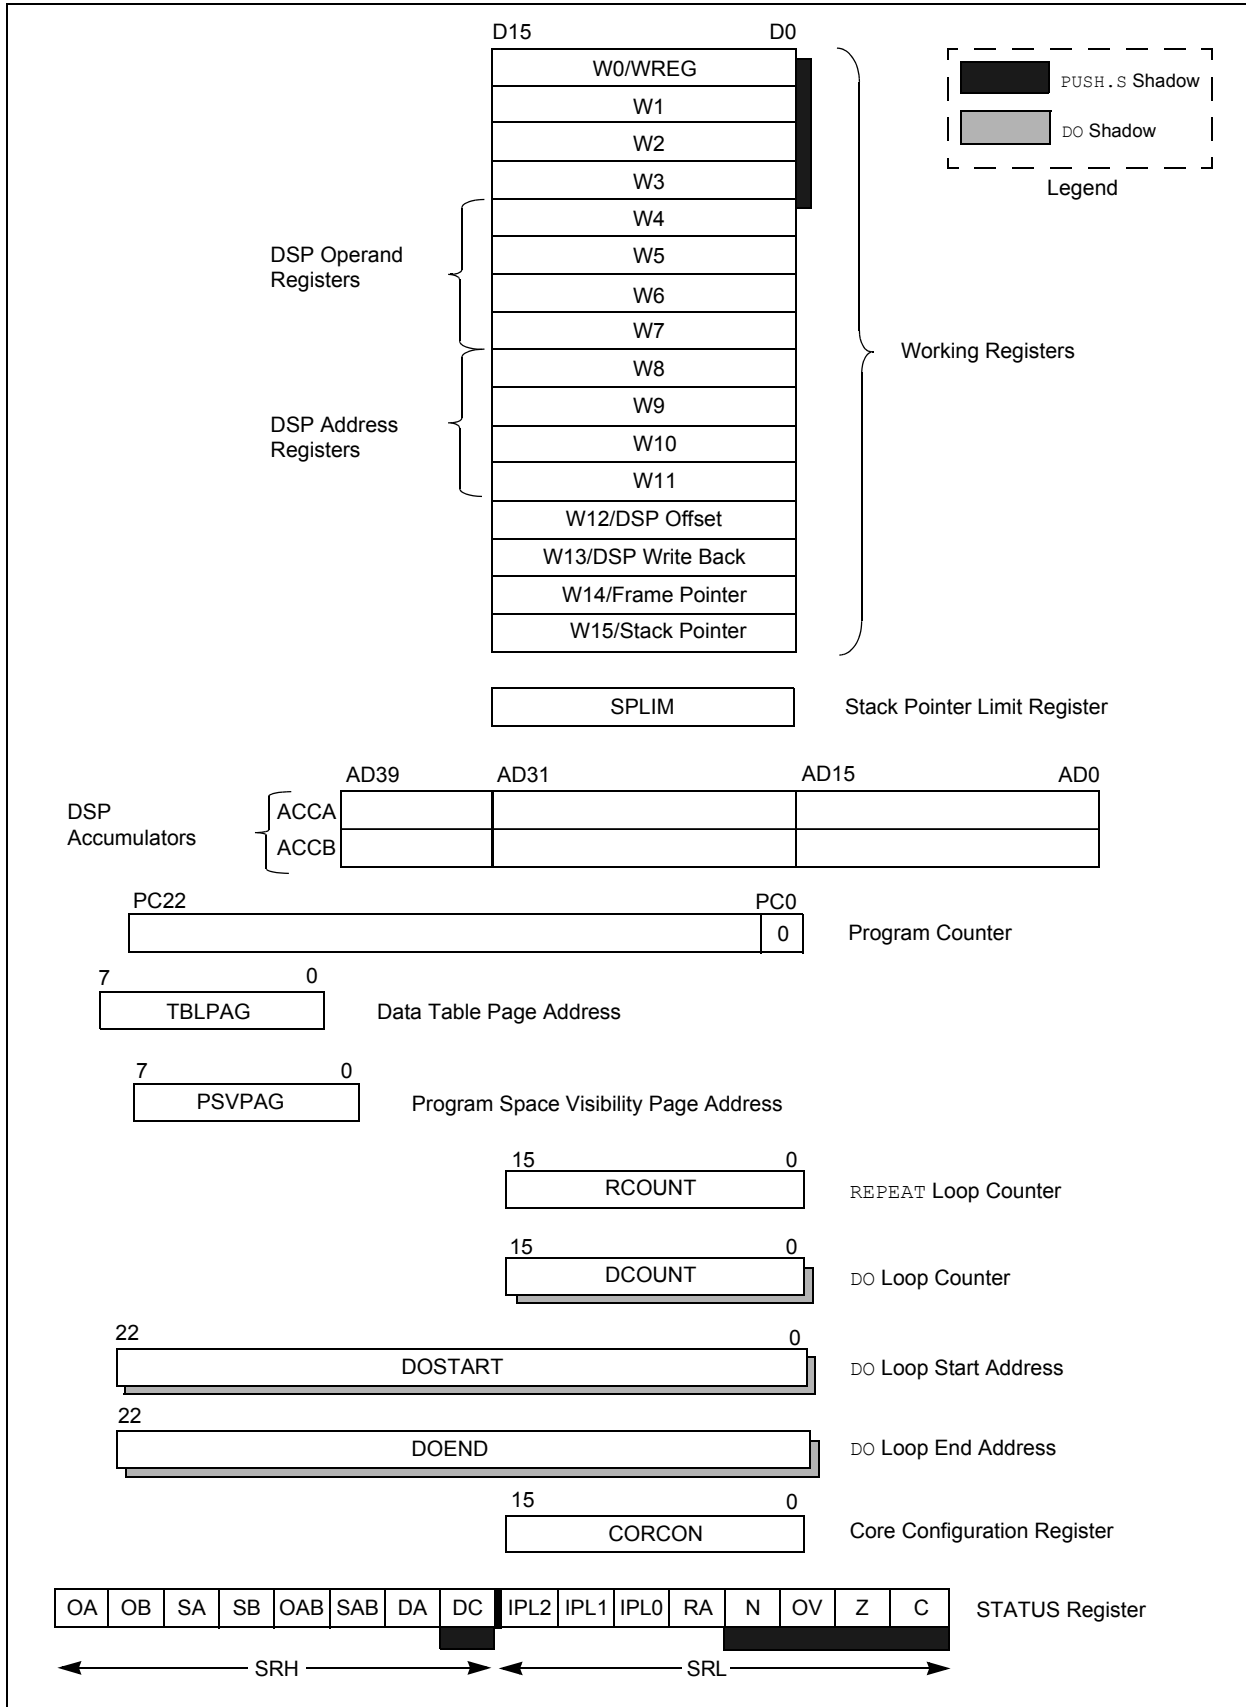 D15 D0
W0/WREG
W1
W2
W3
W4
W5
W6
W7
W8
W9
W10
W11
W12/DSP Offset
W13/DSP Write Back
W14/Frame Pointer
W15/Stack Pointer
PUSH.S Shadow
DO Shadow
Legend
DSP Operand
Registers
DSP Address
Registers
Working Registers
SPLIM Stack Pointer Limit Register
AD39 AD31 AD15 AD0
DSP
Accumulators
ACCA
ACCB
PC22 PC0
0 Program Counter
7 0
TBLPAG Data Table Page Address
7 0
PSVPAG Program Space Visibility Page Address
15 0
RCOUNT REPEAT Loop Counter
15 0
DCOUNT DO Loop Counter
22 0
DOSTART DO Loop Start Address
22
DOEND DO Loop End Address
15 0
CORCON Core Configuration Register
OA OB SA SB OAB SAB DA DC IPL2 IPL1 IPL0 RA N OV Z C STATUS Register
SRH SRL